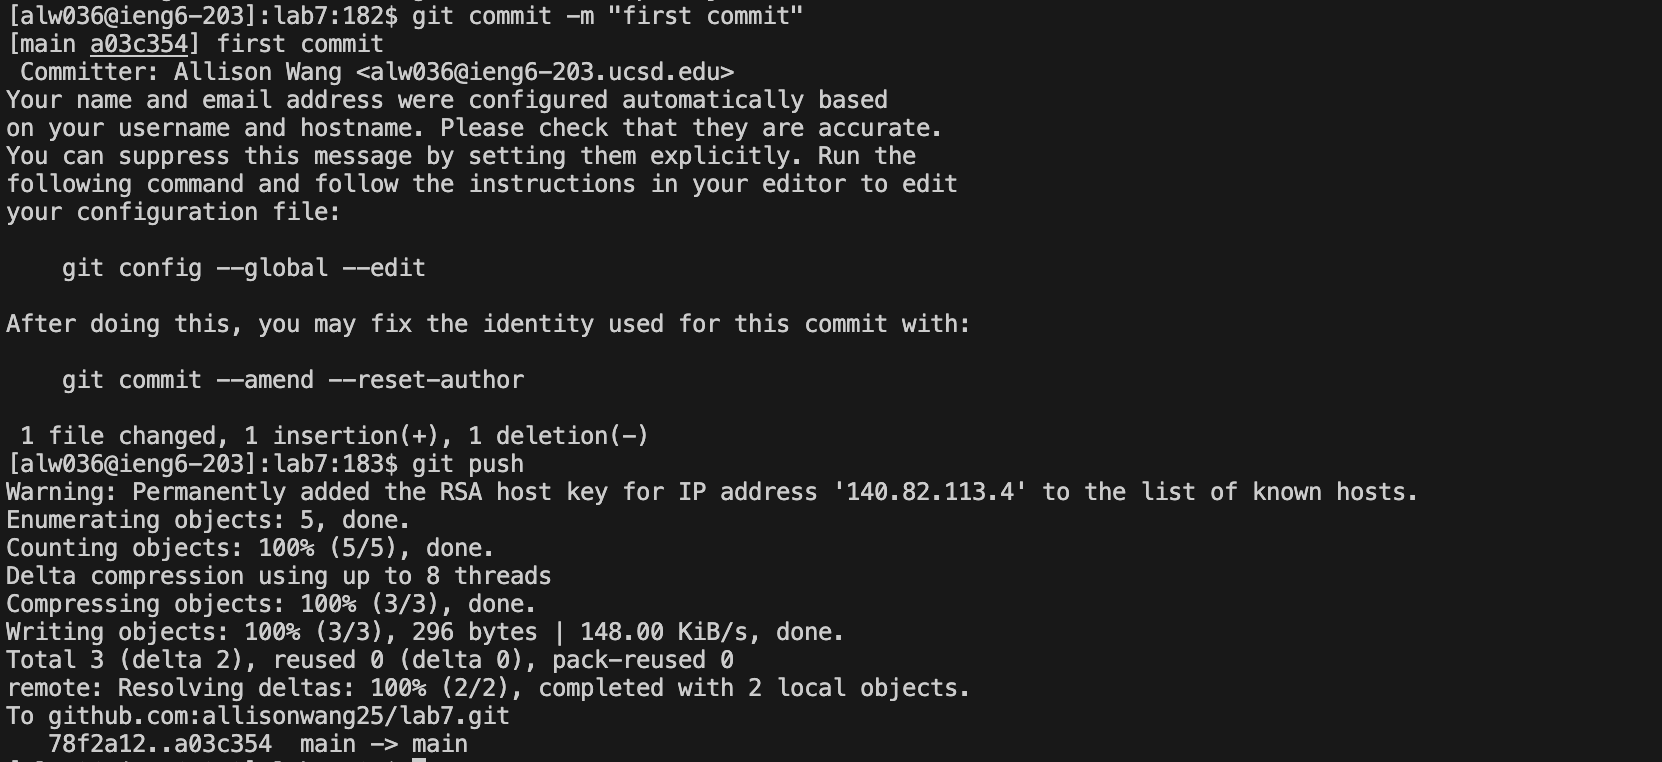 [alw036@ieng6-203]:lab7:182$ git commit -m "first commit"
[main a03c354] first commit
 Committer: Allison Wang <alw036@ieng6-203.ucsd.edu>
Your name and email address were configured automatically based
on your username and hostname. Please check that they are accurate.
You can suppress this message by setting them explicitly. Run the
following command and follow the instructions in your editor to edit
your configuration file:

    git config --global --edit

After doing this, you may fix the identity used for this commit with:

    git commit --amend --reset-author

 1 file changed, 1 insertion(+), 1 deletion(-)
[alw036@ieng6-203]:lab7:183$ git push
Warning: Permanently added the RSA host key for IP address '140.82.113.4' to the list of known hosts.
Enumerating objects: 5, done.
Counting objects: 100% (5/5), done.
Delta compression using up to 8 threads
Compressing objects: 100% (3/3), done.
Writing objects: 100% (3/3), 296 bytes | 148.00 KiB/s, done.
Total 3 (delta 2), reused 0 (delta 0), pack-reused 0
remote: Resolving deltas: 100% (2/2), completed with 2 local objects.
To github.com:allisonwang25/lab7.git
   78f2a12..a03c354  main -> main